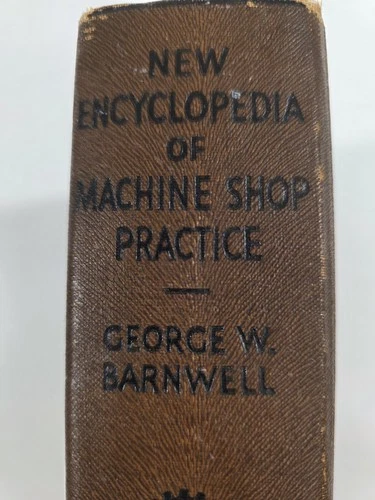 NEW
ENCYCLOPEDIA
OF
MACHINE SHOP
PRACTICE
GEORGE W.
BARNWELL